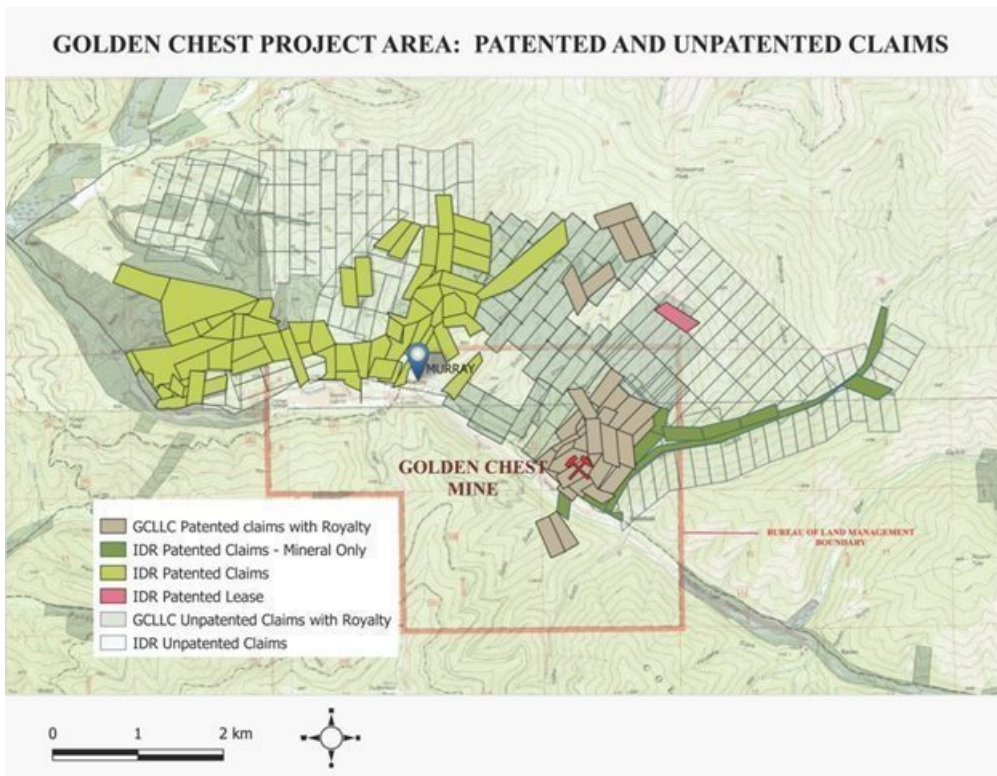 GOLDEN CHEST PROJECT AREA: PATENTED AND UNPATENTED CLAIMS
MURRAY
GOLDEN CHEST
MINE
GCLLC Patented claims with Royalty
IDR Patented Claims - Mineral Only
IDR Patented Claims
IDR Patented Lease
GCLLC Unpatented Claims with Royalty
IDR Unpatented Claims
BUREAU OF LAND MANAGEMENT
BOUNDARY
0 1 2 km